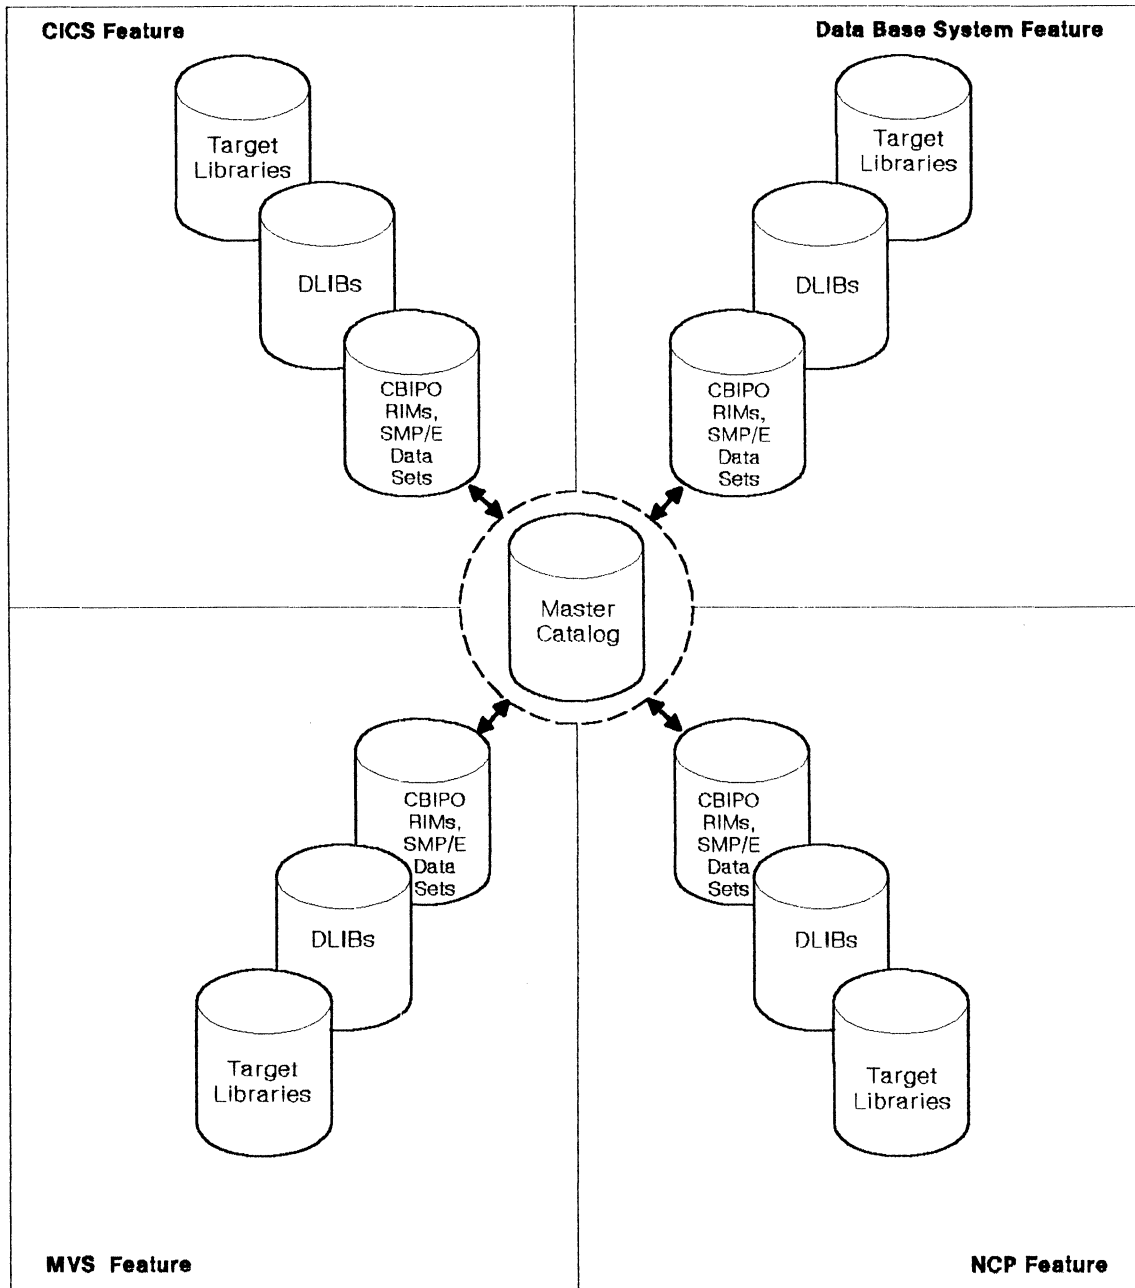 CICS Feature
Data Base System Feature
Target
Libraries
DLIBs
CBIPO
RIMs,
SMP/E
Data
Sets
Target
Libraries
DLIBs
CBIPO
RIMs,
SMP/E
Data
Sets
Master
Catalog
CBIPO
RIMs,
SMP/E
Data
Sets
DLIBs
Target
Libraries
CBIPO
RIMs,
SMP/E
Data
Sets
DLIBs
Target
Libraries
MVS Feature
NCP Feature